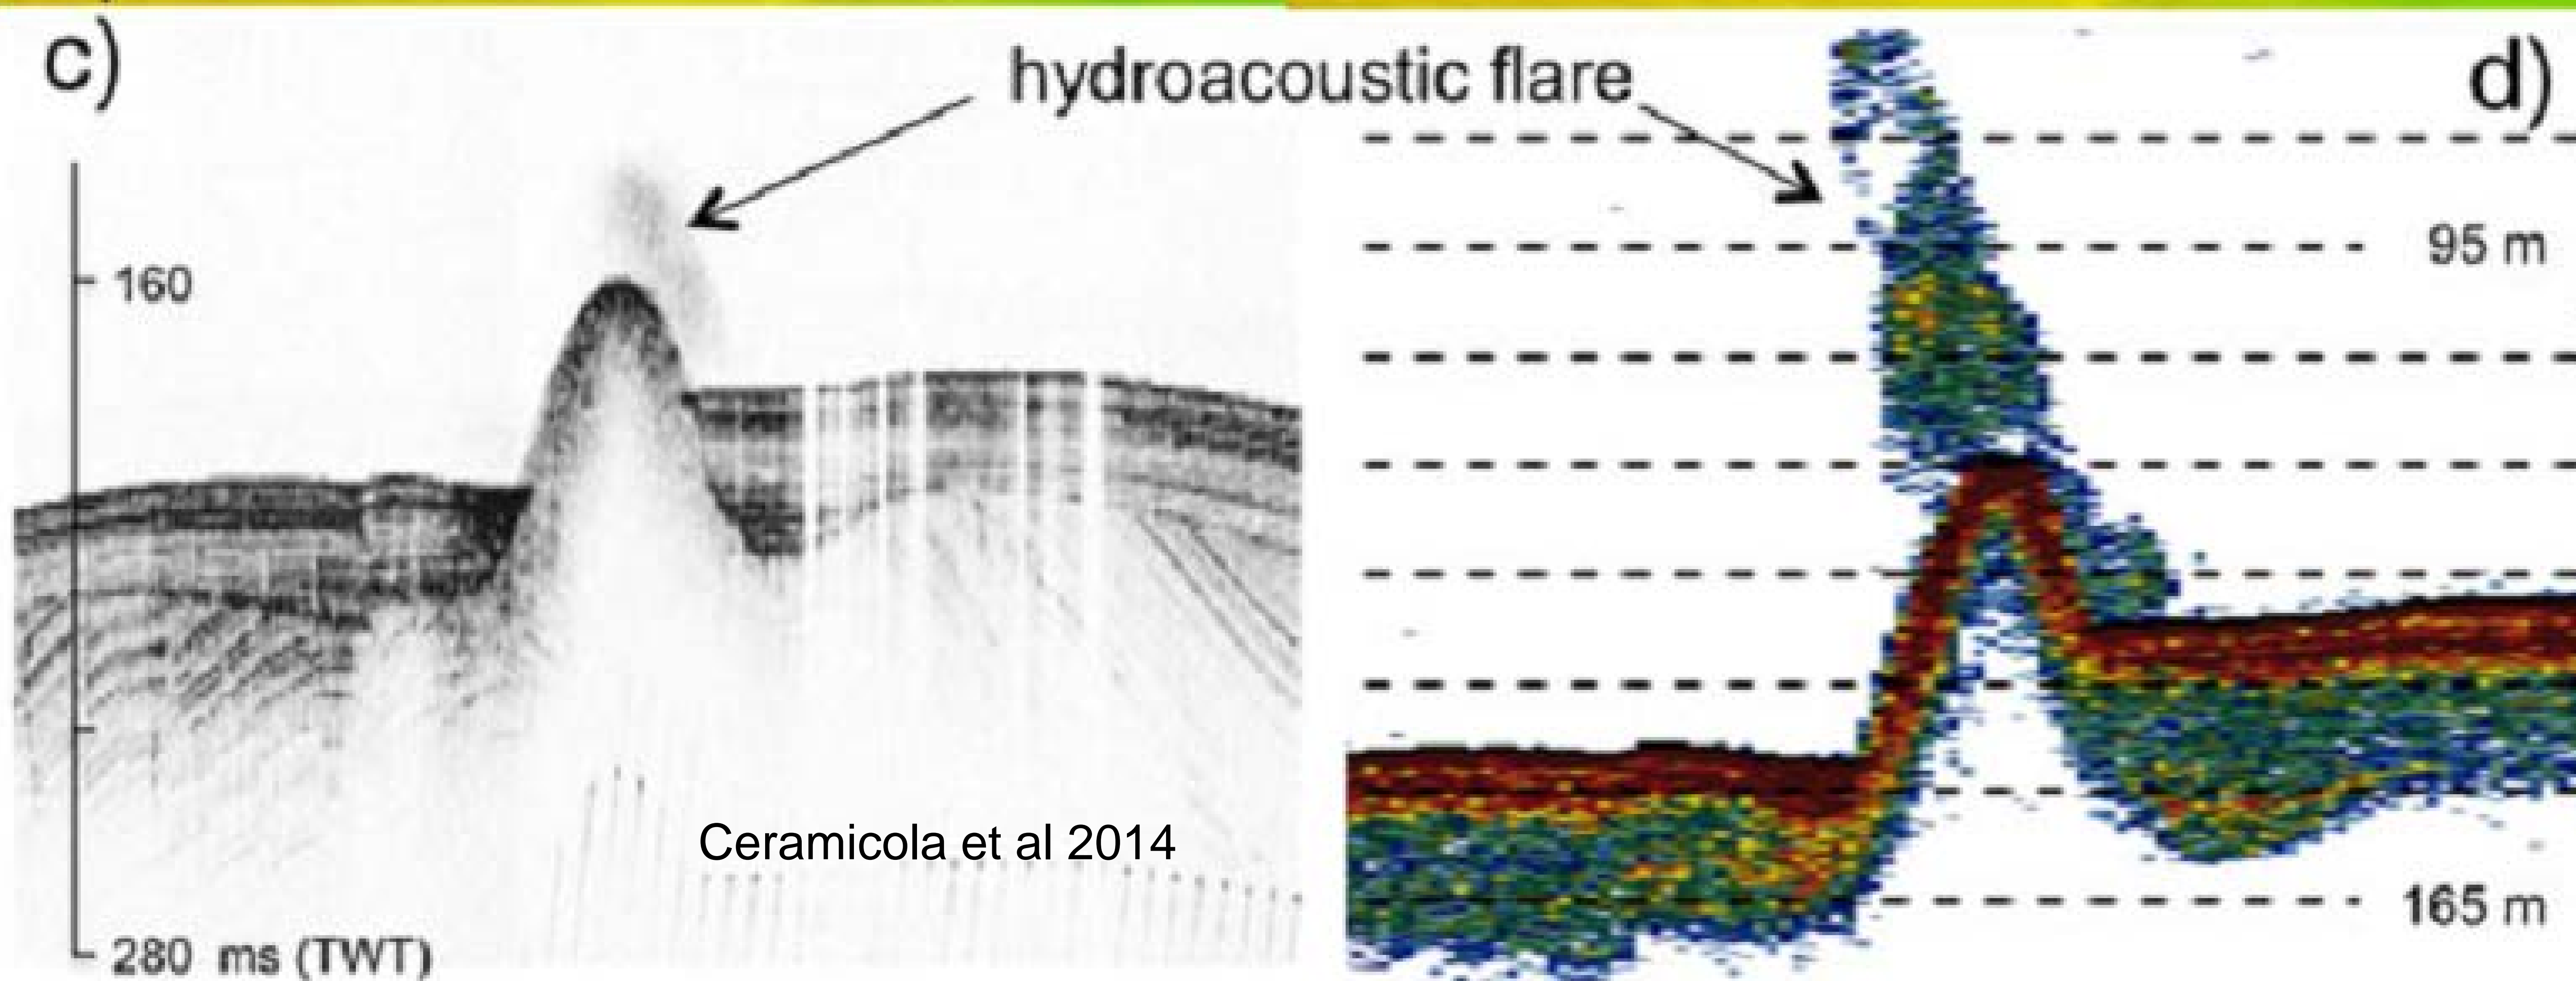 c)
hydroacoustic flare
d)
95 m
160
Ceramicola et al 2014
165 m
280 ms (TWT)